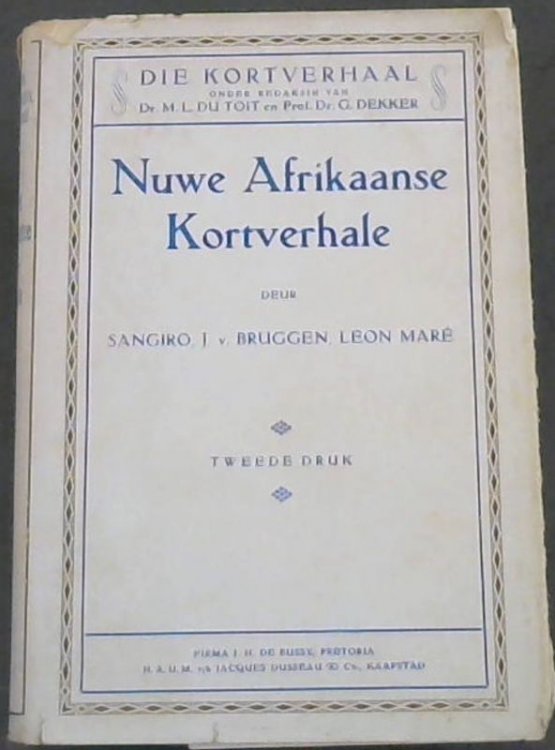 DIE KORTVERHAAL
ONDER REDAKSIE VAN
Dr. M. L. DU TOIT en Prof. Dr. G. DEKKER
Nuwe Afrikaanse
Kortverhale
DEUR
SANGIRO, J. v. BRUGGEN, LEON MARÉ
TWEEDE DRUK
FIRMA J. H. DE BUSSY, PRETORIA
H. A. U. M. v/h JACQUES DUSSEAU & Co., KAAPSTAD